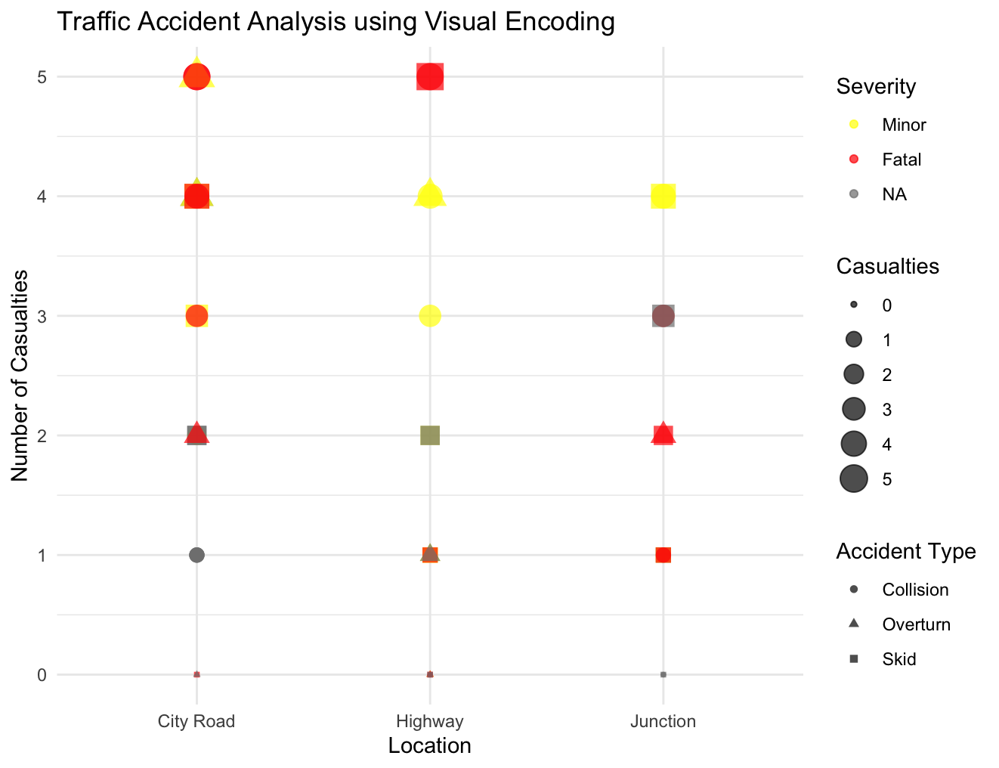 Traffic Accident Analysis using Visual Encoding
Number of Casualties
5
4
3
2
1
0
City Road
Highway
Junction
Location
Severity
Minor
Fatal
NA
Casualties
0
1
2
3
4
5
Accident Type
Collision
Overturn
Skid